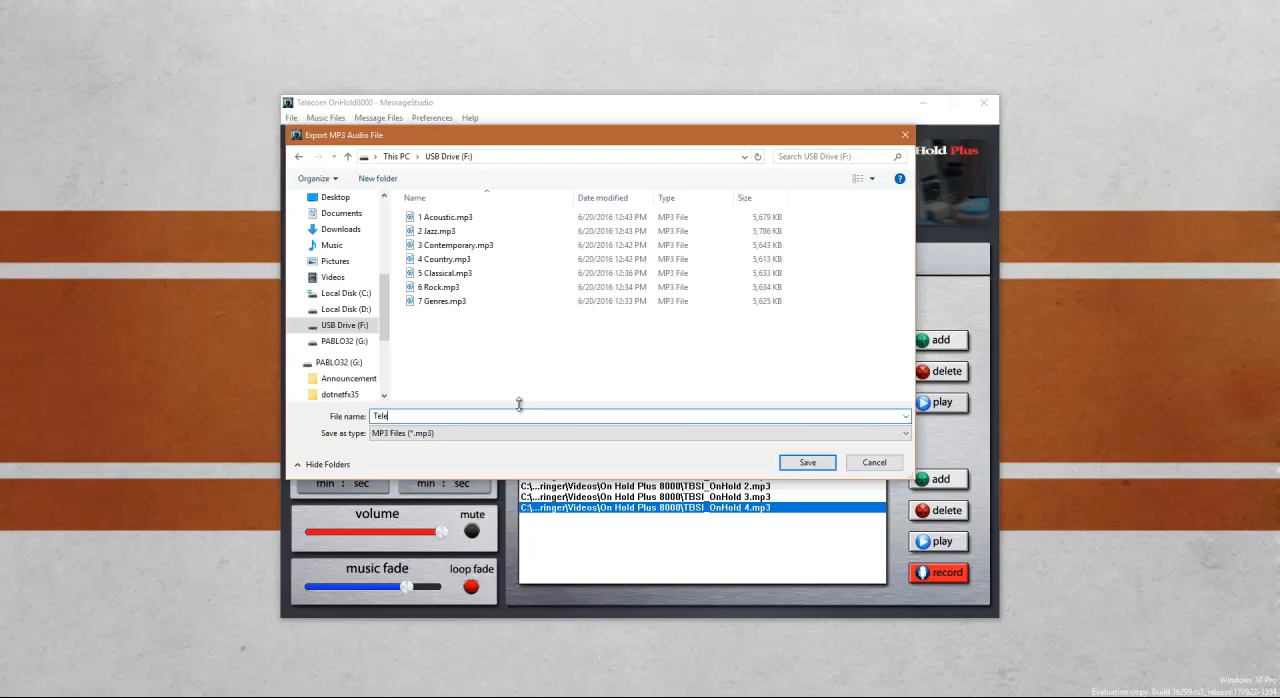 Telecom OnHold8000 - MessageStudio
File Music Files Message Files Preferences Help
Export MP3 Audio File
Hold Plus
This PC > USB Drive (F:)
Search USB Drive (F:)
Organize
New folder
Name Date modified Type Size
Desktop
Documents
Downloads
Music
Pictures
Videos
Local Disk (C:)
Local Disk (D:)
USB Drive (F:)
PABLO32 (G:)
PABLO32 (G:)
Announcement
dotnetfx35
1 Acoustic.mp3 6/20/2016 12:43 PM MP3 File 5,679 KB
2 Jazz.mp3 6/20/2016 12:43 PM MP3 File 5,786 KB
3 Contemporary.mp3 6/20/2016 12:42 PM MP3 File 5,643 KB
4 Country.mp3 6/20/2016 12:42 PM MP3 File 5,613 KB
5 Classical.mp3 6/20/2016 12:36 PM MP3 File 5,633 KB
6 Rock.mp3 6/20/2016 12:34 PM MP3 File 5,634 KB
7 Genres.mp3 6/20/2016 12:33 PM MP3 File 5,625 KB
add
delete
play
File name: Tele
Save as type: MP3 Files (*.mp3)
Hide Folders
Save
Cancel
min : sec
min : sec
C:\...ringer\Videos\On Hold Plus 8000\TBSI_OnHold 2.mp3
C:\...ringer\Videos\On Hold Plus 8000\TBSI_OnHold 3.mp3
C:\...ringer\Videos\On Hold Plus 8000\TBSI_OnHold 4.mp3
add
delete
play
record
volume
mute
music fade
loop fade
Windows 10 Pro
Evaluation copy. Build 16299.rs3_release.170922-1354